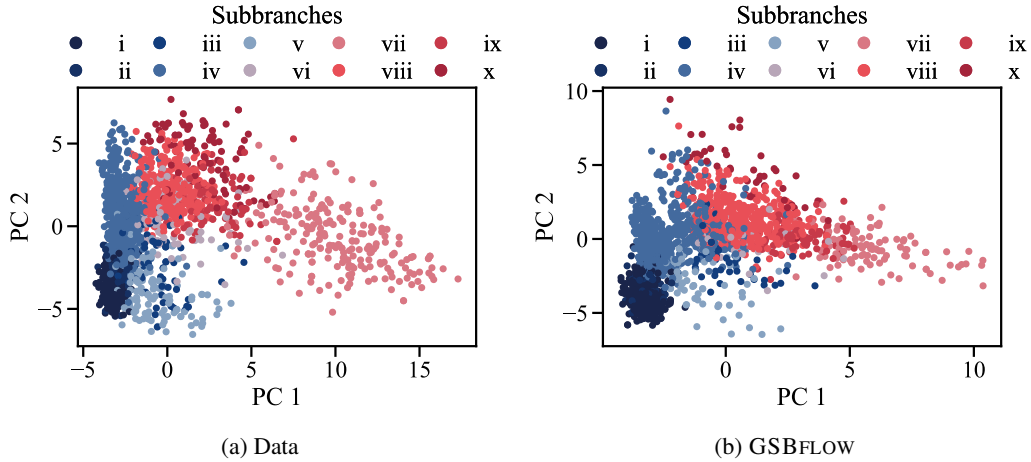 Subbranches
i iii v vii ix
ii iv vi viii x
5
0
−5
PC 2
−5 0 5 10 15
PC 1
(a) Data
Subbranches
i iii v vii ix
ii iv vi viii x
10
5
0
−5
PC 2
0 5 10
PC 1
(b) GSBFLOW